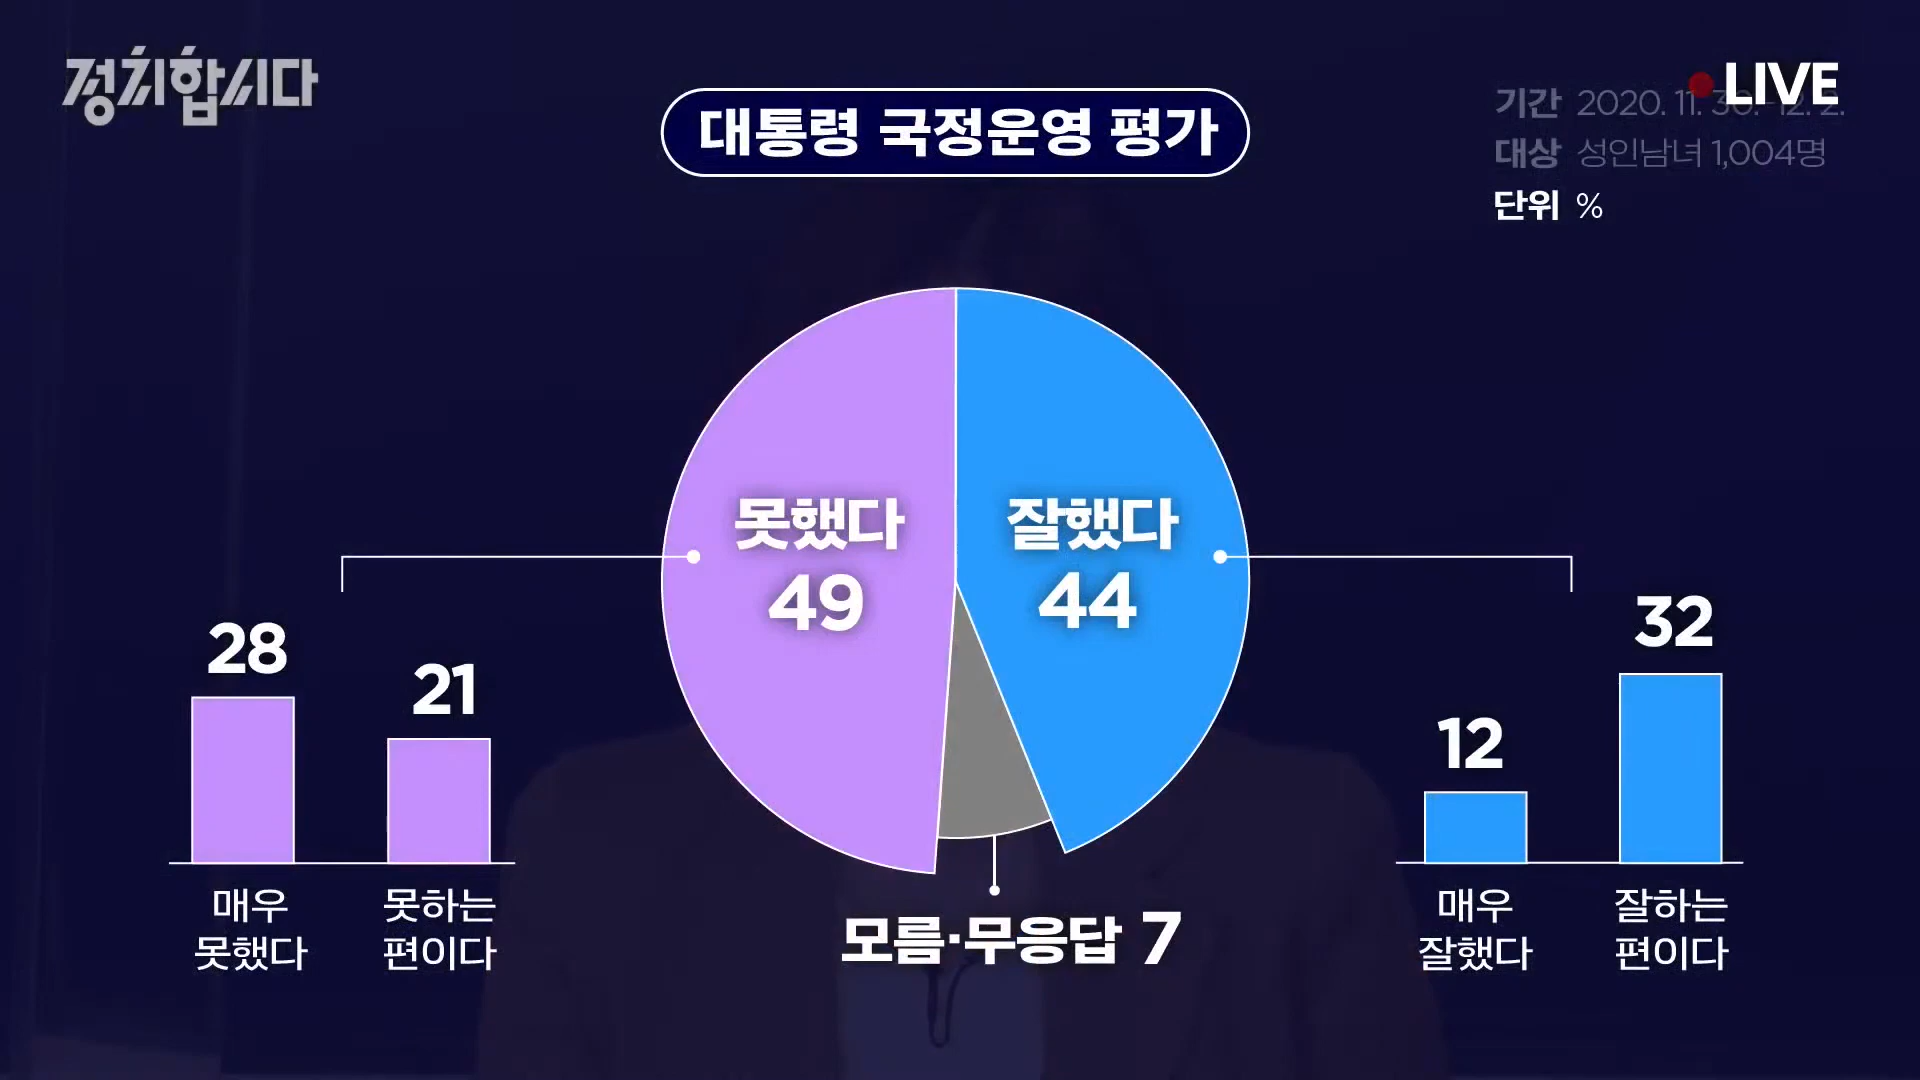 정치합시다
LIVE
대통령 국정운영 평가
기간 2020. 11. 30.-12. 2.
대상 성인남녀 1,004명
단위 %
못했다
49
잘했다
44
28
21
매우
못했다
못하는
편이다
모름·무응답 7
12
32
매우
잘했다
잘하는
편이다